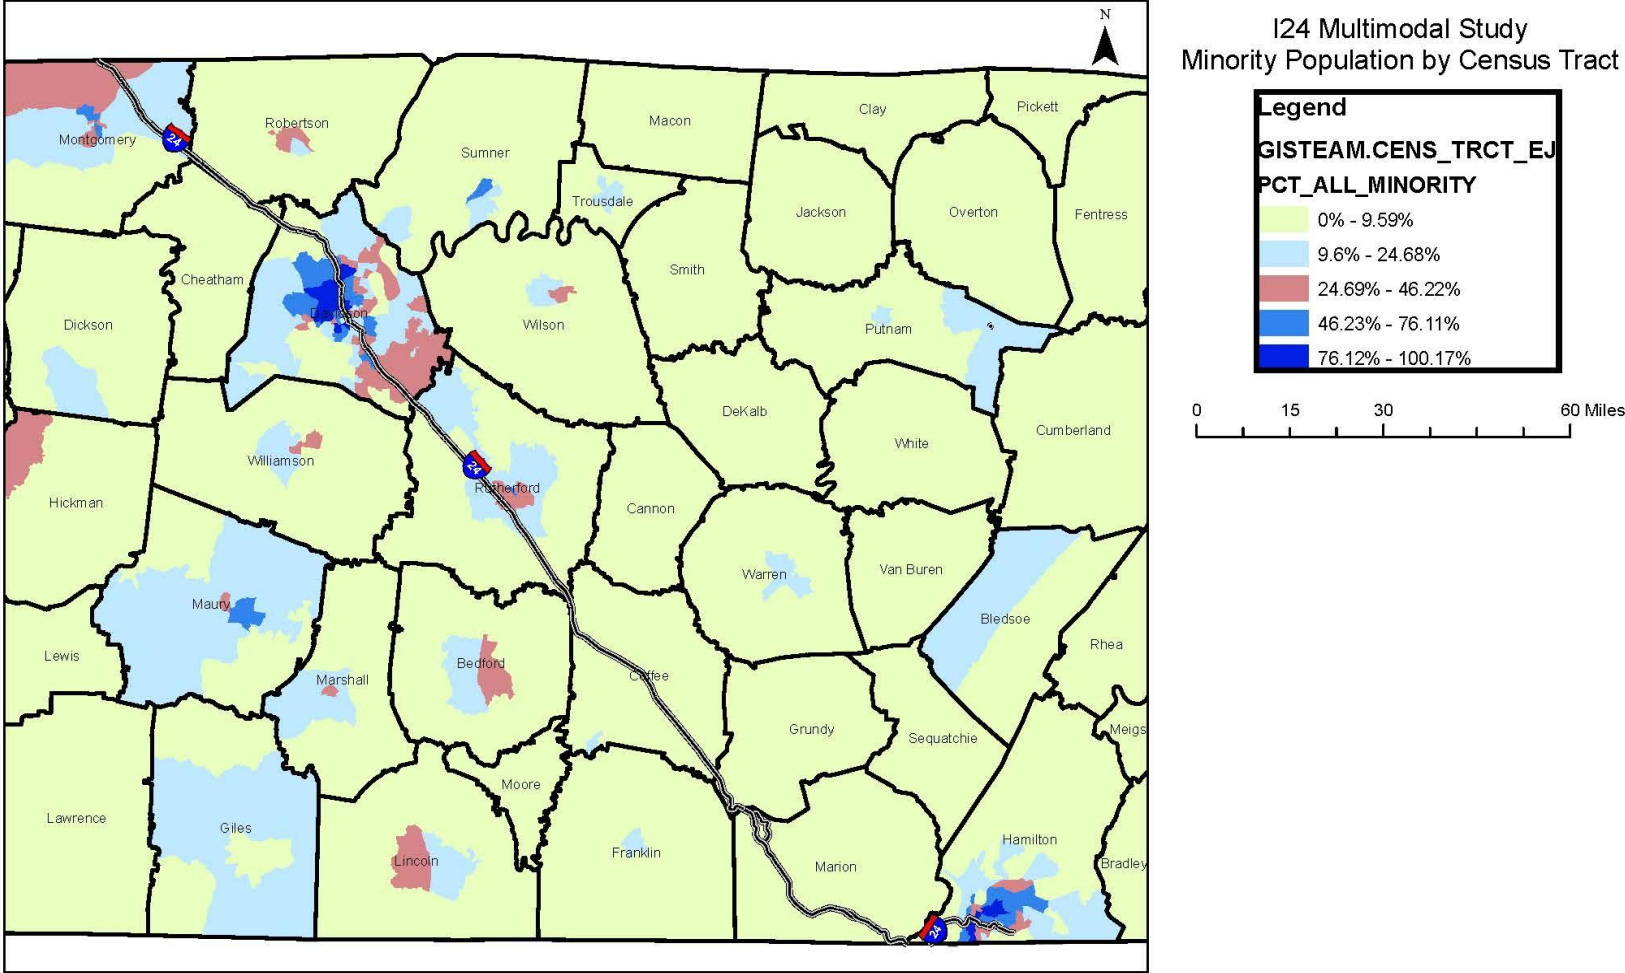 N
I24 Multimodal Study
Minority Population by Census Tract
Legend
GISTEAM.CENS_TRCT_EJ
PCT_ALL_MINORITY
0% - 9.59%
9.6% - 24.68%
24.69% - 46.22%
46.23% - 76.11%
76.12% - 100.17%
0 15 30 60 Miles
Montgomery
24
Robertson
Sumner
Macon
Clay
Pickett
Trousdale
Jackson
Overton
Fentress
Cheatham
Smith
Dickson
Davidson
Wilson
Putnam
DeKalb
White
Cumberland
Williamson
24
Rutherford
Hickman
Cannon
Warren
Van Buren
Maury
Bledsoe
Lewis
Marshall
Bedford
Coffee
Rhea
Grundy
Sequatchie
Meigs
Moore
Lawrence
Giles
Lincoln
Franklin
Marion
Hamilton
Bradley
24